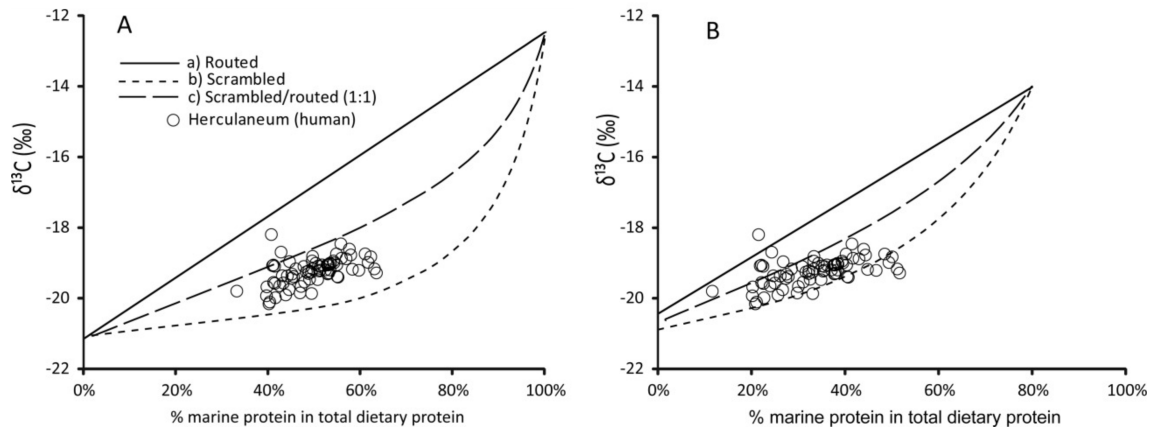 A
a) Routed
b) Scrambled
c) Scrambled/routed (1:1)
Herculaneum (human)
-12
-14
-16
-18
-20
-22
δ¹³C (‰)
0% 20% 40% 60% 80% 100%
% marine protein in total dietary protein
B
-12
-14
-16
-18
-20
-22
δ¹³C (‰)
0% 20% 40% 60% 80% 100%
% marine protein in total dietary protein